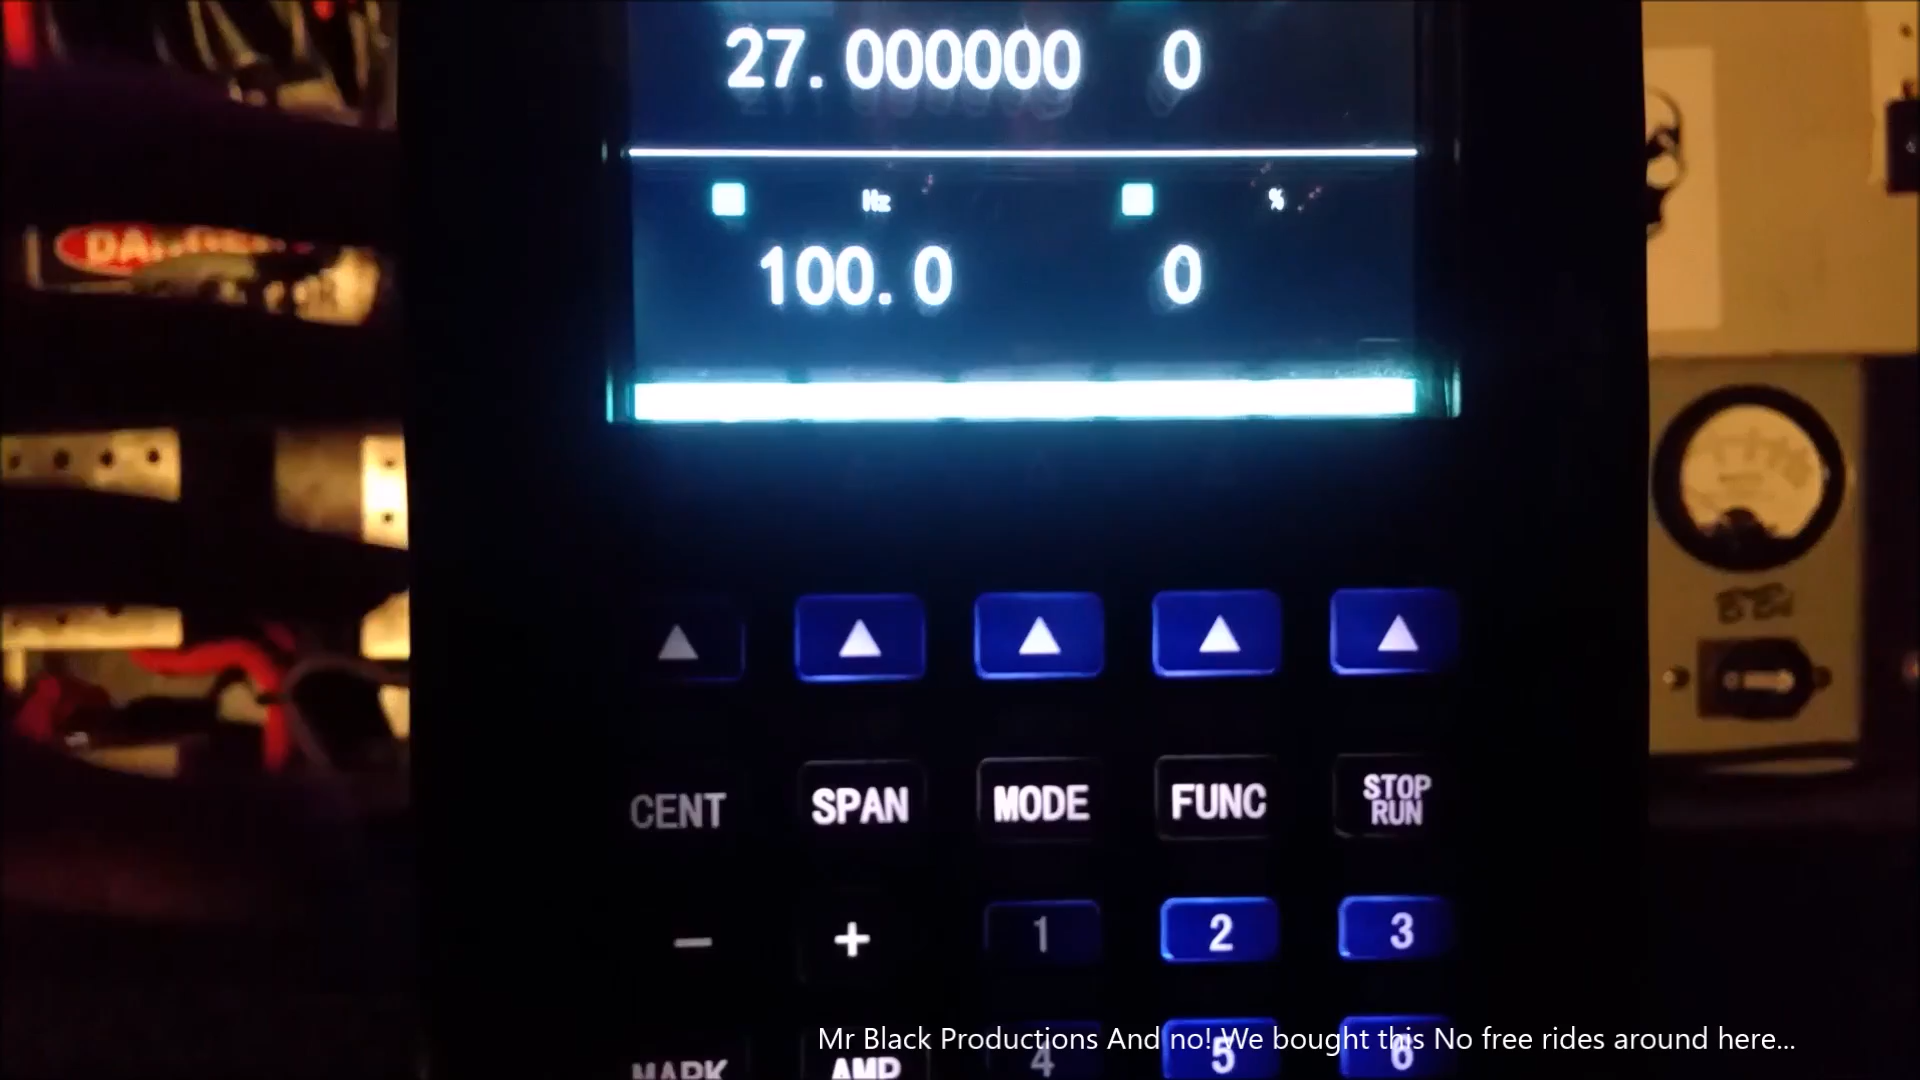 27.000000 0
Hz %
100.0 0
CENT SPAN MODE FUNC STOP RUN
- + 1 2 3
MARK AMP 4 5 6
Mr Black Productions And no! We bought this No free rides around here...